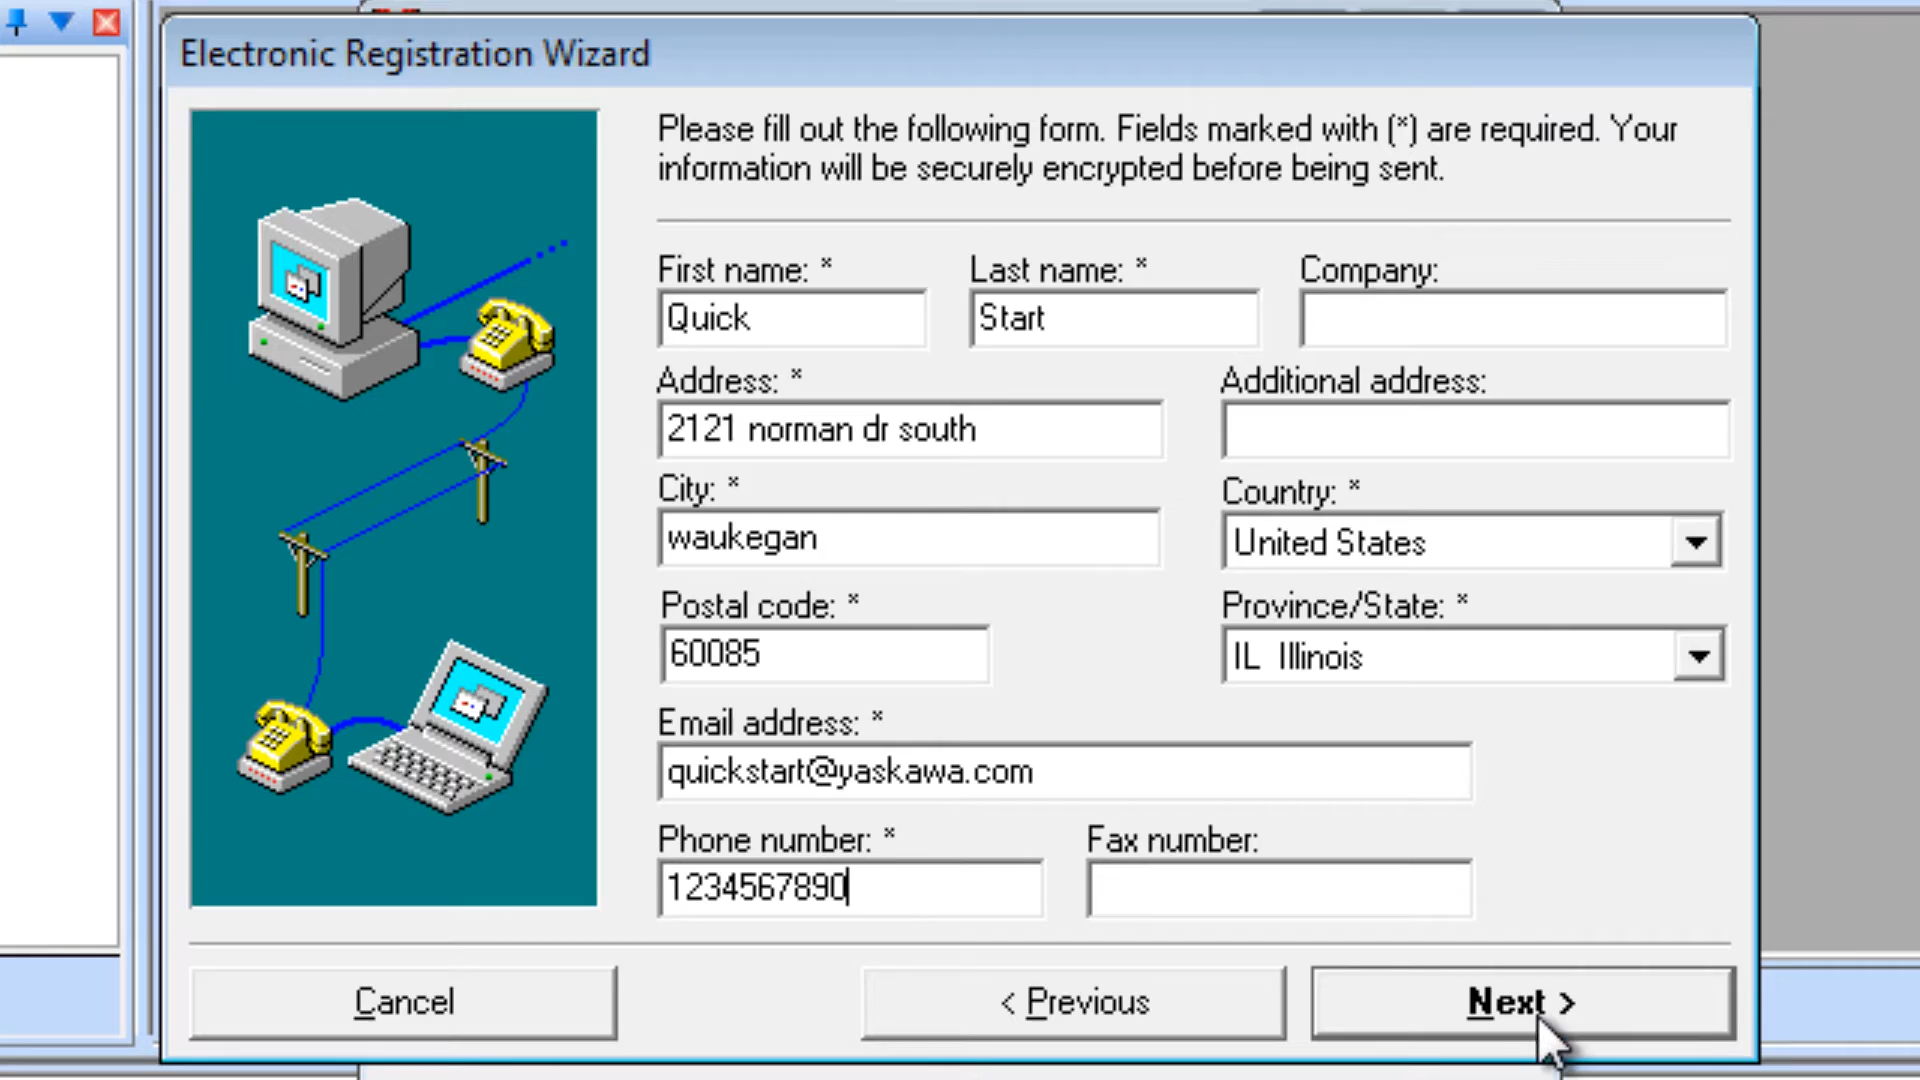 Electronic Registration Wizard
Please fill out the following form. Fields marked with (*) are required. Your
information will be securely encrypted before being sent.
First name: * Last name: * Company:
Quick Start
Address: * Additional address:
2121 norman dr south
City: * Country: *
waukegan United States
Postal code: * Province/State: *
60085 IL Illinois
Email address: *
quickstart@yaskawa.com
Phone number: * Fax number:
1234567890
Cancel < Previous Next >